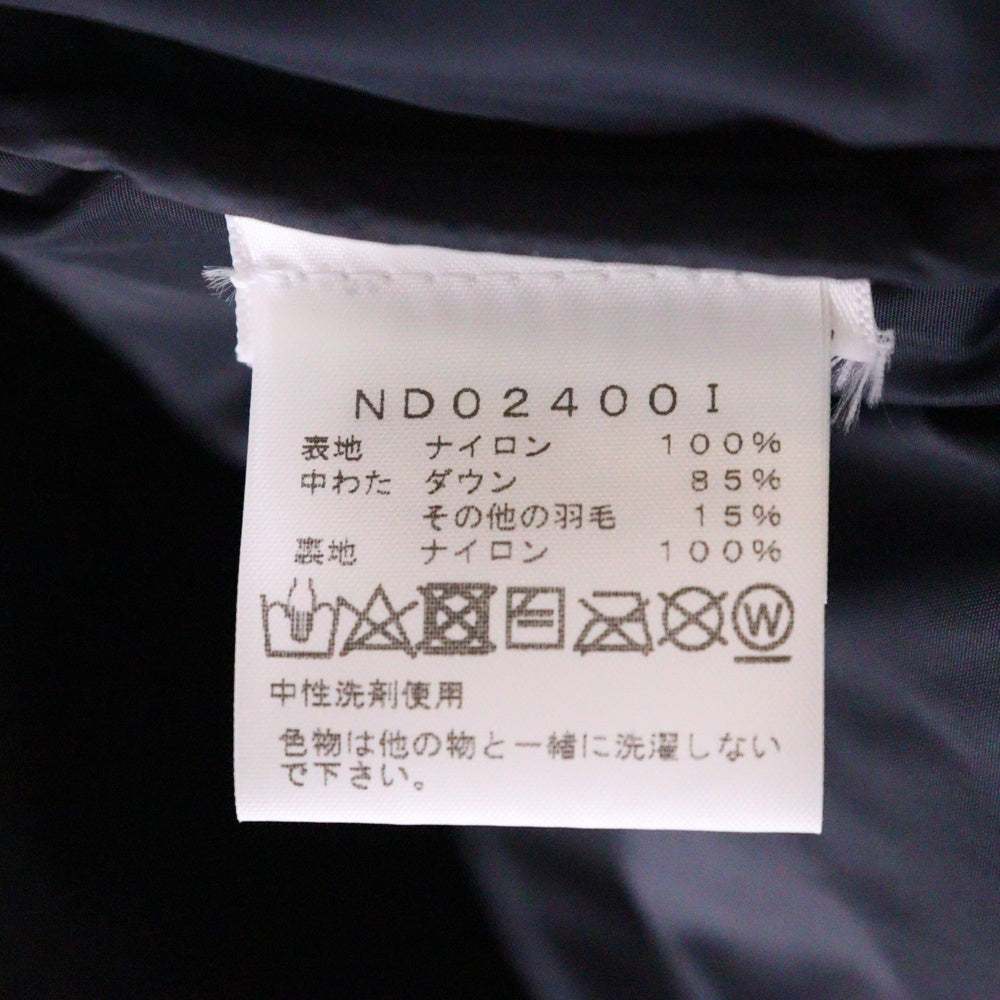 ND02400I
表地 ナイロン 100%
中わた ダウン 85%
その他の羽毛 15%
裏地 ナイロン 100%
W
中性洗剤使用
色物は他の物と一緒に洗濯しない
で下さい。